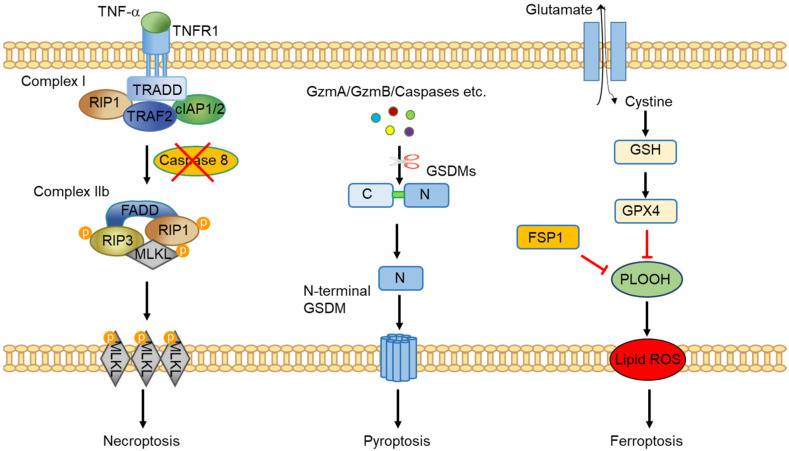 TNF-α
TNFR1
Complex I
TRADD
RIP1
TRAF2
cIAP1/2
Caspase 8
Complex IIb
FADD
P
RIP3
RIP1
P
MLKL
P
P
P
P
MLKL
MLKL
MLKL
Necroptosis
GzmA/GzmB/Caspases etc.
GSDMs
C
N
N
N-terminal
GSDM
Pyroptosis
Glutamate
Cystine
GSH
GPX4
FSP1
PLOOH
Lipid ROS
Ferroptosis